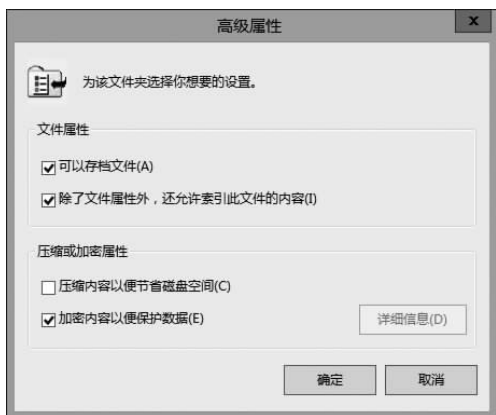 高级属性
x
为该文件夹选择你想要的设置。
文件属性
可以存档文件(A)
除了文件属性外，还允许索引此文件的内容(I)
压缩或加密属性
压缩内容以便节省磁盘空间(C)
加密内容以便保护数据(E)
详细信息(D)
确定 取消